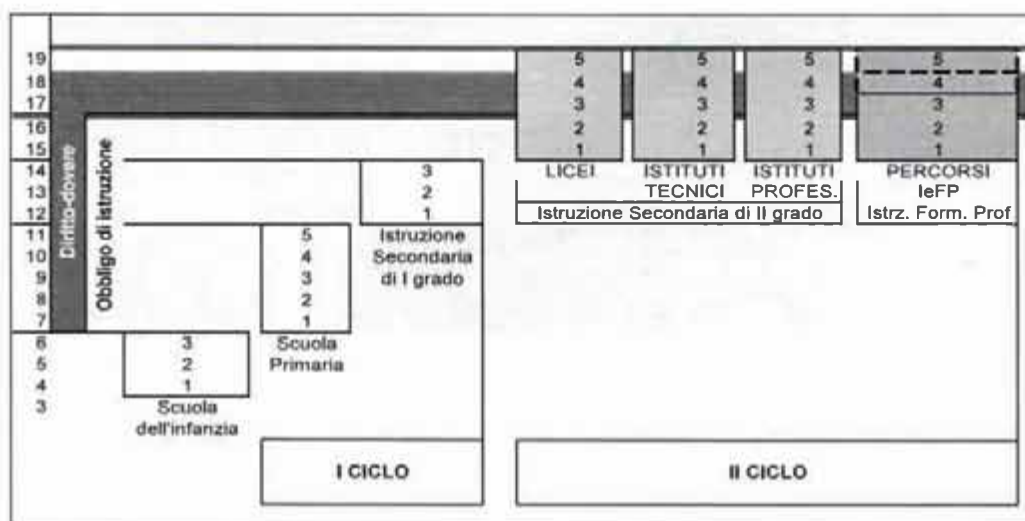 19
18
17
16
15
14
13
12
11
10
9
8
7
6
5
4
3
Diritto-dovere
Obbligo di istruzione
3
2
1
Scuola
dell'infanzia
5
4
3
2
1
Scuola
Primaria
3
2
1
Istruzione
Secondaria
di I grado
5
4
3
2
1
LICEI
5
4
3
2
1
ISTITUTI
TECNICI
5
4
3
2
1
ISTITUTI
PROFES.
Istruzione Secondaria di II grado
5
4
3
2
1
PERCORSI
IeFP
Istrz. Form. Prof
I CICLO
II CICLO